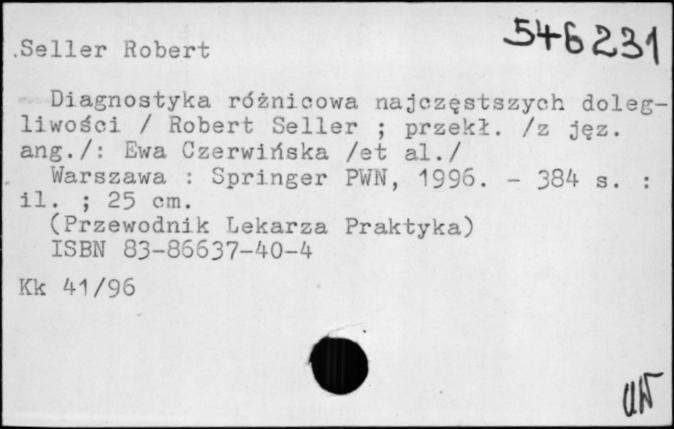 546231
Seller Robert
Diagnostyka różnicowa najczęstszych doleg-
liwości / Robert Seller ; przekł. /z jęz.
ang./: Ewa Czerwińska /et al./
Warszawa : Springer PWN, 1996. - 384 s. :
il. ; 25 cm.
(Przewodnik Lekarza Praktyka)
ISBN 83-86637-40-4
Kk 41/96
UW